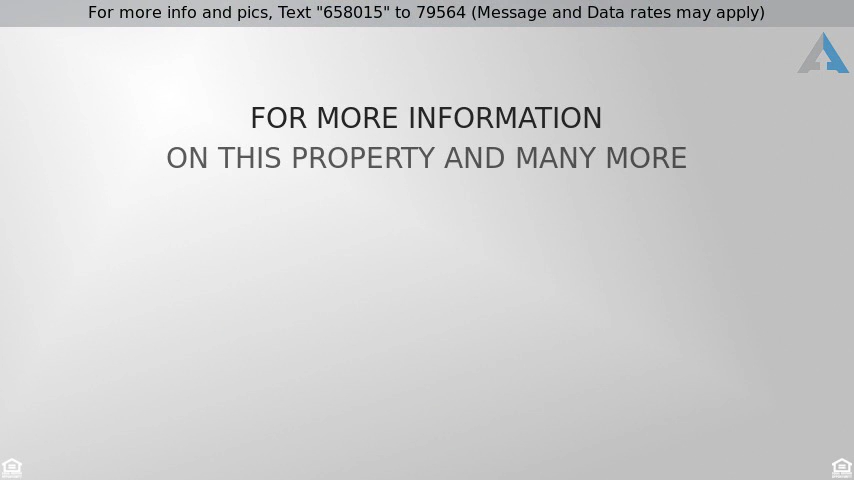 For more info and pics, Text "658015" to 79564 (Message and Data rates may apply)
FOR MORE INFORMATION
ON THIS PROPERTY AND MANY MORE